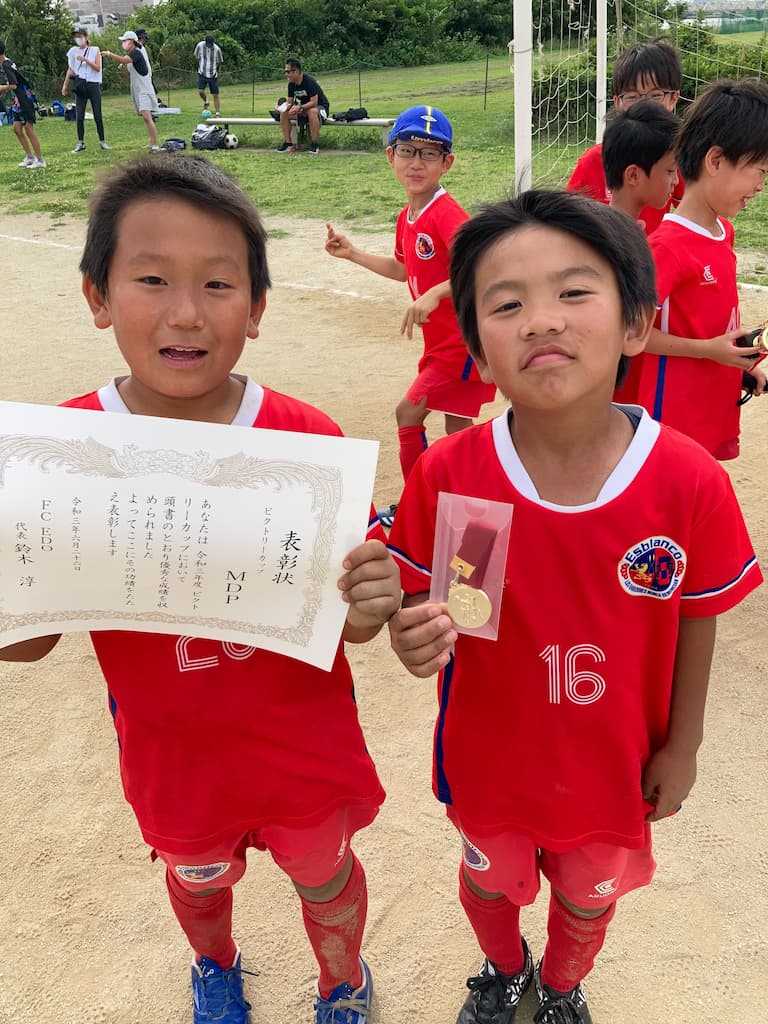 表彰状
ビクトリーカップ
MDP
あなたは 令和三年度 ビクト
リーカップにおいて
頭書のとおり優秀な成績を収
められました
よってここにその功績をたた
え表彰します
令和三年六月二十六日
FC EDO
代表 鈴木 淳
Esblanco
16